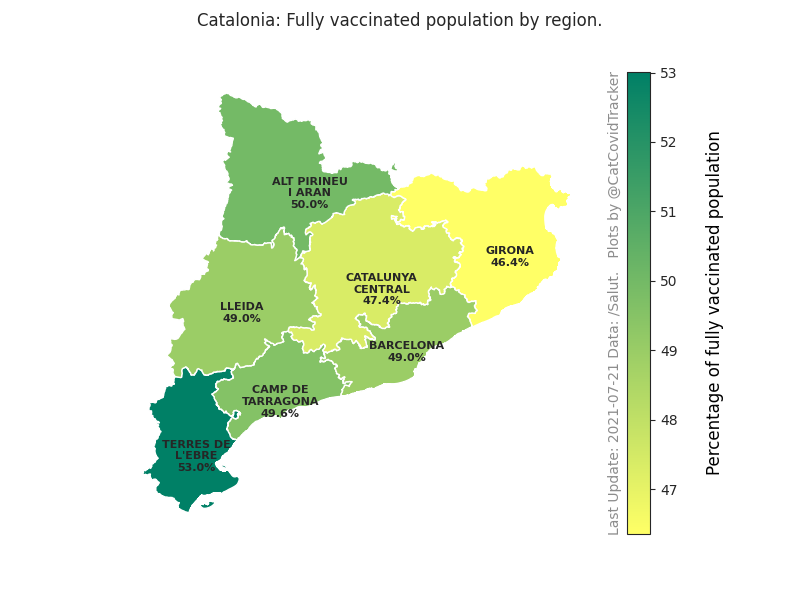 Catalonia: Fully vaccinated population by region.
ALT PIRINEU
I ARAN
50.0%
GIRONA
46.4%
CATALUNYA
CENTRAL
47.4%
LLEIDA
49.0%
BARCELONA
49.0%
CAMP DE
TARRAGONA
49.6%
TERRES DE
L'EBRE
53.0%
Last Update: 2021-07-21 Data: /Salut.   Plots by @CatCovidTracker
53
52
51
50
49
48
47
Percentage of fully vaccinated population